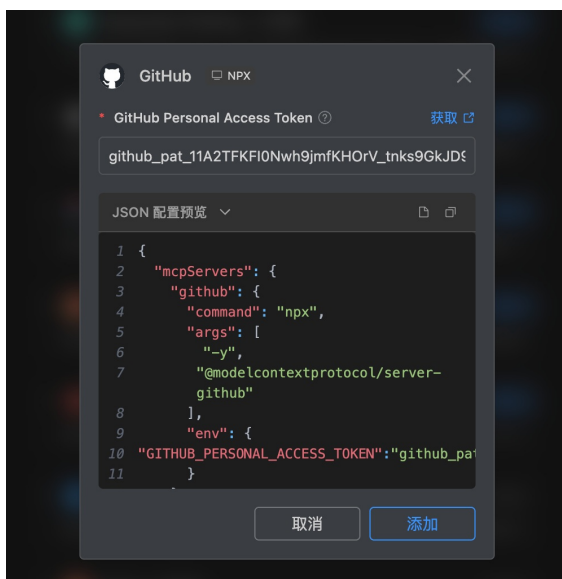 GitHub NPX
* GitHub Personal Access Token 获取
github_pat_11A2TFKFI0Nwh9jmfKHOrV_tnks9GkJD9
JSON 配置预览
1 {
2 "mcpServers": {
3 "github": {
4 "command": "npx",
5 "args": [
6 "-y",
7 "@modelcontextprotocol/server-
github"
8 ],
9 "env": {
10 "GITHUB_PERSONAL_ACCESS_TOKEN":"github_pat
11 }
取消 添加